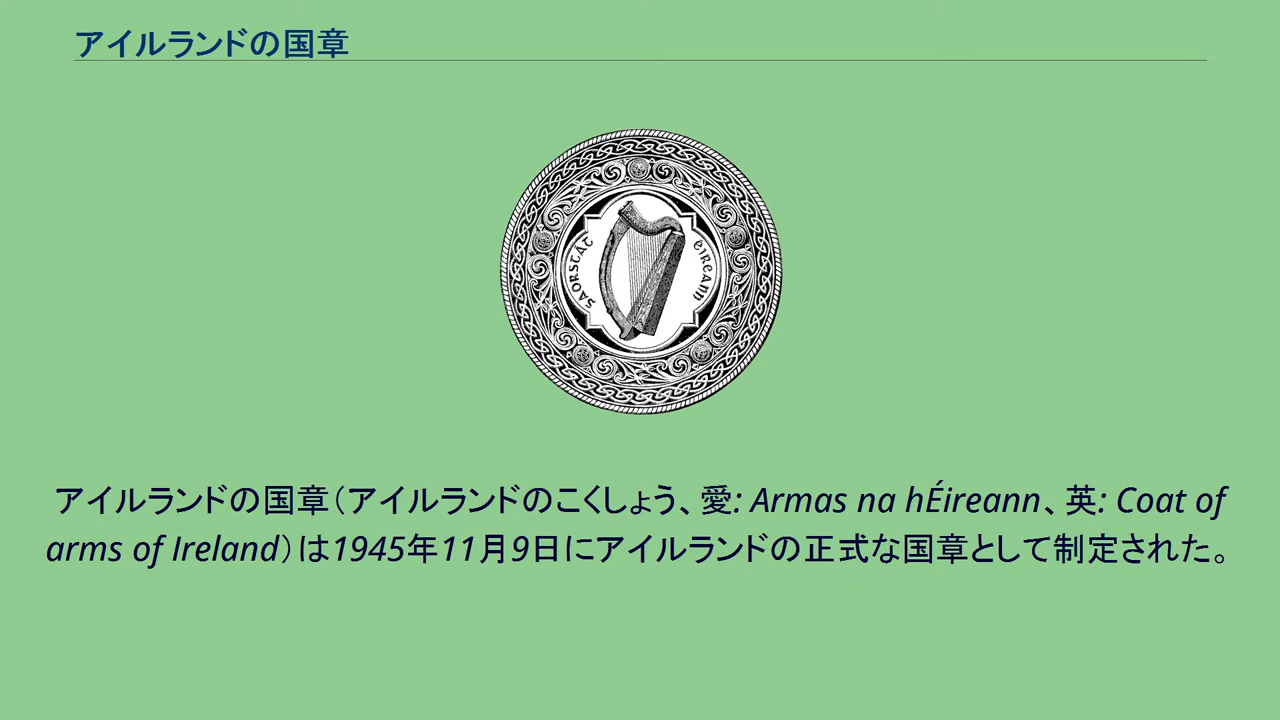 アイルランドの国章
SAORSTÁT ÉIREANN
アイルランドの国章（アイルランドのこくしょう、愛: Armas na hÉireann、英: Coat of
arms of Ireland）は1945年11月9日にアイルランドの正式な国章として制定された。